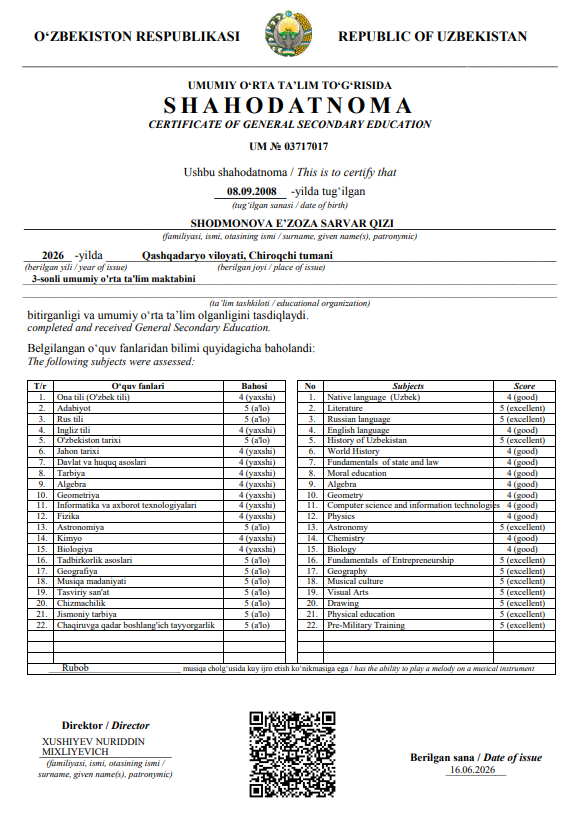 O‘ZBEKISTON RESPUBLIKASI REPUBLIC OF UZBEKISTAN
UMUMIY O‘RTA TA’LIM TO‘G‘RISIDA
SHAHODATNOMA
CERTIFICATE OF GENERAL SECONDARY EDUCATION
UM № 03717017
Ushbu shahodatnoma / This is to certify that
08.09.2008 -yilda tug‘ilgan
(tug‘ilgan sanasi / date of birth)
SHODMONOVA E’ZOZA SARVAR QIZI
(familiyasi, ismi, otasining ismi / surname, given name(s), patronymic)
2026 -yilda Qashqadaryo viloyati, Chiroqchi tumani
(berilgan yili / year of issue) (berilgan joyi / place of issue)
3-sonli umumiy o'rta ta'lim maktabini
(ta’lim tashkiloti / educational organization)
bitirganligi va umumiy o‘rta ta’lim olganligini tasdiqlaydi.
completed and received General Secondary Education.
Belgilangan o‘quv fanlaridan bilimi quyidagicha baholandi:
The following subjects were assessed:
T/r O‘quv fanlari Bahosi No Subjects Score
1. Ona tili (O'zbek tili) 4 (yaxshi) 1. Native language (Uzbek) 4 (good)
2. Adabiyot 5 (a'lo) 2. Literature 5 (excellent)
3. Rus tili 5 (a'lo) 3. Russian language 5 (excellent)
4. Ingliz tili 4 (yaxshi) 4. English language 4 (good)
5. O'zbekiston tarixi 5 (a'lo) 5. History of Uzbekistan 5 (excellent)
6. Jahon tarixi 4 (yaxshi) 6. World History 4 (good)
7. Davlat va huquq asoslari 4 (yaxshi) 7. Fundamentals of state and law 4 (good)
8. Tarbiya 4 (yaxshi) 8. Moral education 4 (good)
9. Algebra 4 (yaxshi) 9. Algebra 4 (good)
10. Geometriya 4 (yaxshi) 10. Geometry 4 (good)
11. Informatika va axborot texnologiyalari 4 (yaxshi) 11. Computer science and information technologies 4 (good)
12. Fizika 4 (yaxshi) 12. Physics 4 (good)
13. Astronomiya 5 (a'lo) 13. Astronomy 5 (excellent)
14. Kimyo 4 (yaxshi) 14. Chemistry 4 (good)
15. Biologiya 4 (yaxshi) 15. Biology 4 (good)
16. Tadbirkorlik asoslari 5 (a'lo) 16. Fundamentals of Entrepreneurship 5 (excellent)
17. Geografiya 5 (a'lo) 17. Geography 5 (excellent)
18. Musiqa madaniyati 5 (a'lo) 18. Musical culture 5 (excellent)
19. Tasviriy san'at 5 (a'lo) 19. Visual Arts 5 (excellent)
20. Chizmachilik 5 (a'lo) 20. Drawing 5 (excellent)
21. Jismoniy tarbiya 5 (a'lo) 21. Physical education 5 (excellent)
22. Chaqiruvga qadar boshlang'ich tayyorgarlik 5 (a'lo) 22. Pre-Military Training 5 (excellent)
Rubob musiqa cholg‘usida kuy ijro etish ko‘nikmasiga ega / has the ability to play a melody on a musical instrument
Direktor / Director
XUSHIYEV NURIDDIN
MIXLIYEVICH
(familiyasi, ismi, otasining ismi /
surname, given name(s), patronymic)
Berilgan sana / Date of issue
16.06.2026